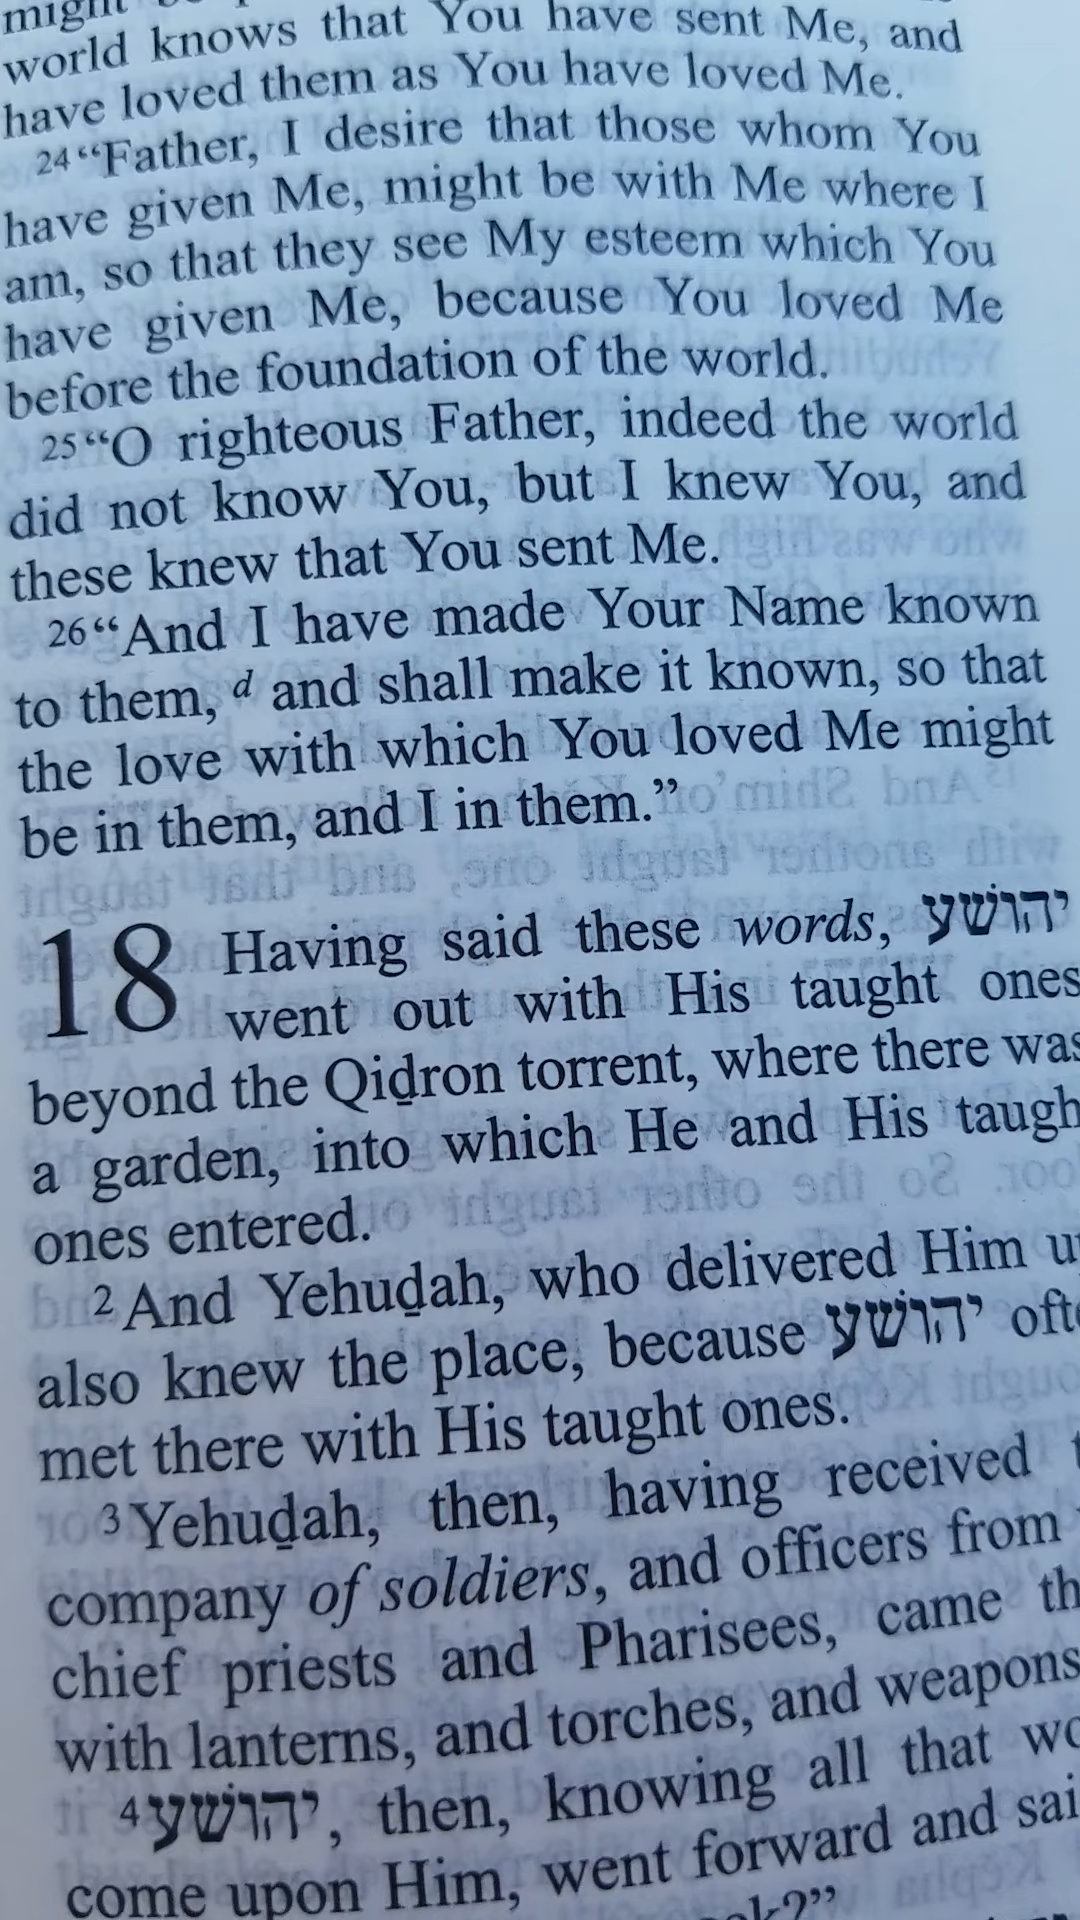 might be
world knows that You have sent Me, and
have loved them as You have loved Me.
24 “Father, I desire that those whom You
have given Me, might be with Me where I
am, so that they see My esteem which You
have given Me, because You loved Me
before the foundation of the world.
25 “O righteous Father, indeed the world
did not know You, but I knew You, and
these knew that You sent Me.
26 “And I have made Your Name known
to them, d and shall make it known, so that
the love with which You loved Me might
be in them, and I in them.”
18 Having said these words, יהושׁע
went out with His taught ones
beyond the Qiḏron torrent, where there was
a garden, into which He and His taugh
ones entered.
2 And Yehuḏah, who delivered Him u
also knew the place, because יהושׁע oft
met there with His taught ones.
3 Yehuḏah, then, having received
company of soldiers, and officers from
chief priests and Pharisees, came th
with lanterns, and torches, and weapons
4 יהושׁע, then, knowing all that wo
come upon Him, went forward and sai